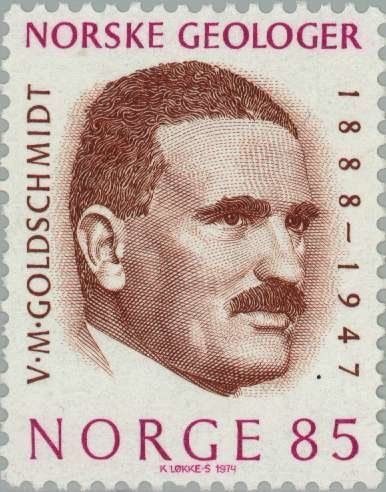 NORSKE GEOLOGER
V·M·GOLDSCHMIDT
1888–1947
NORGE 85
K LØKKE-S 1974